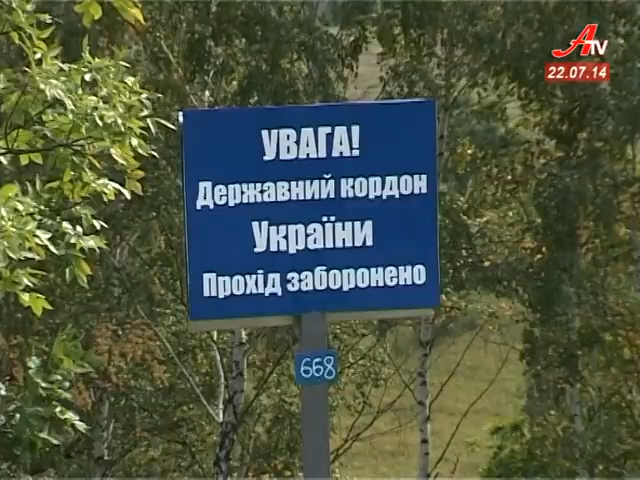 ATV
22.07.14
УВАГА!
Державний кордон
України
Прохід заборонено
668